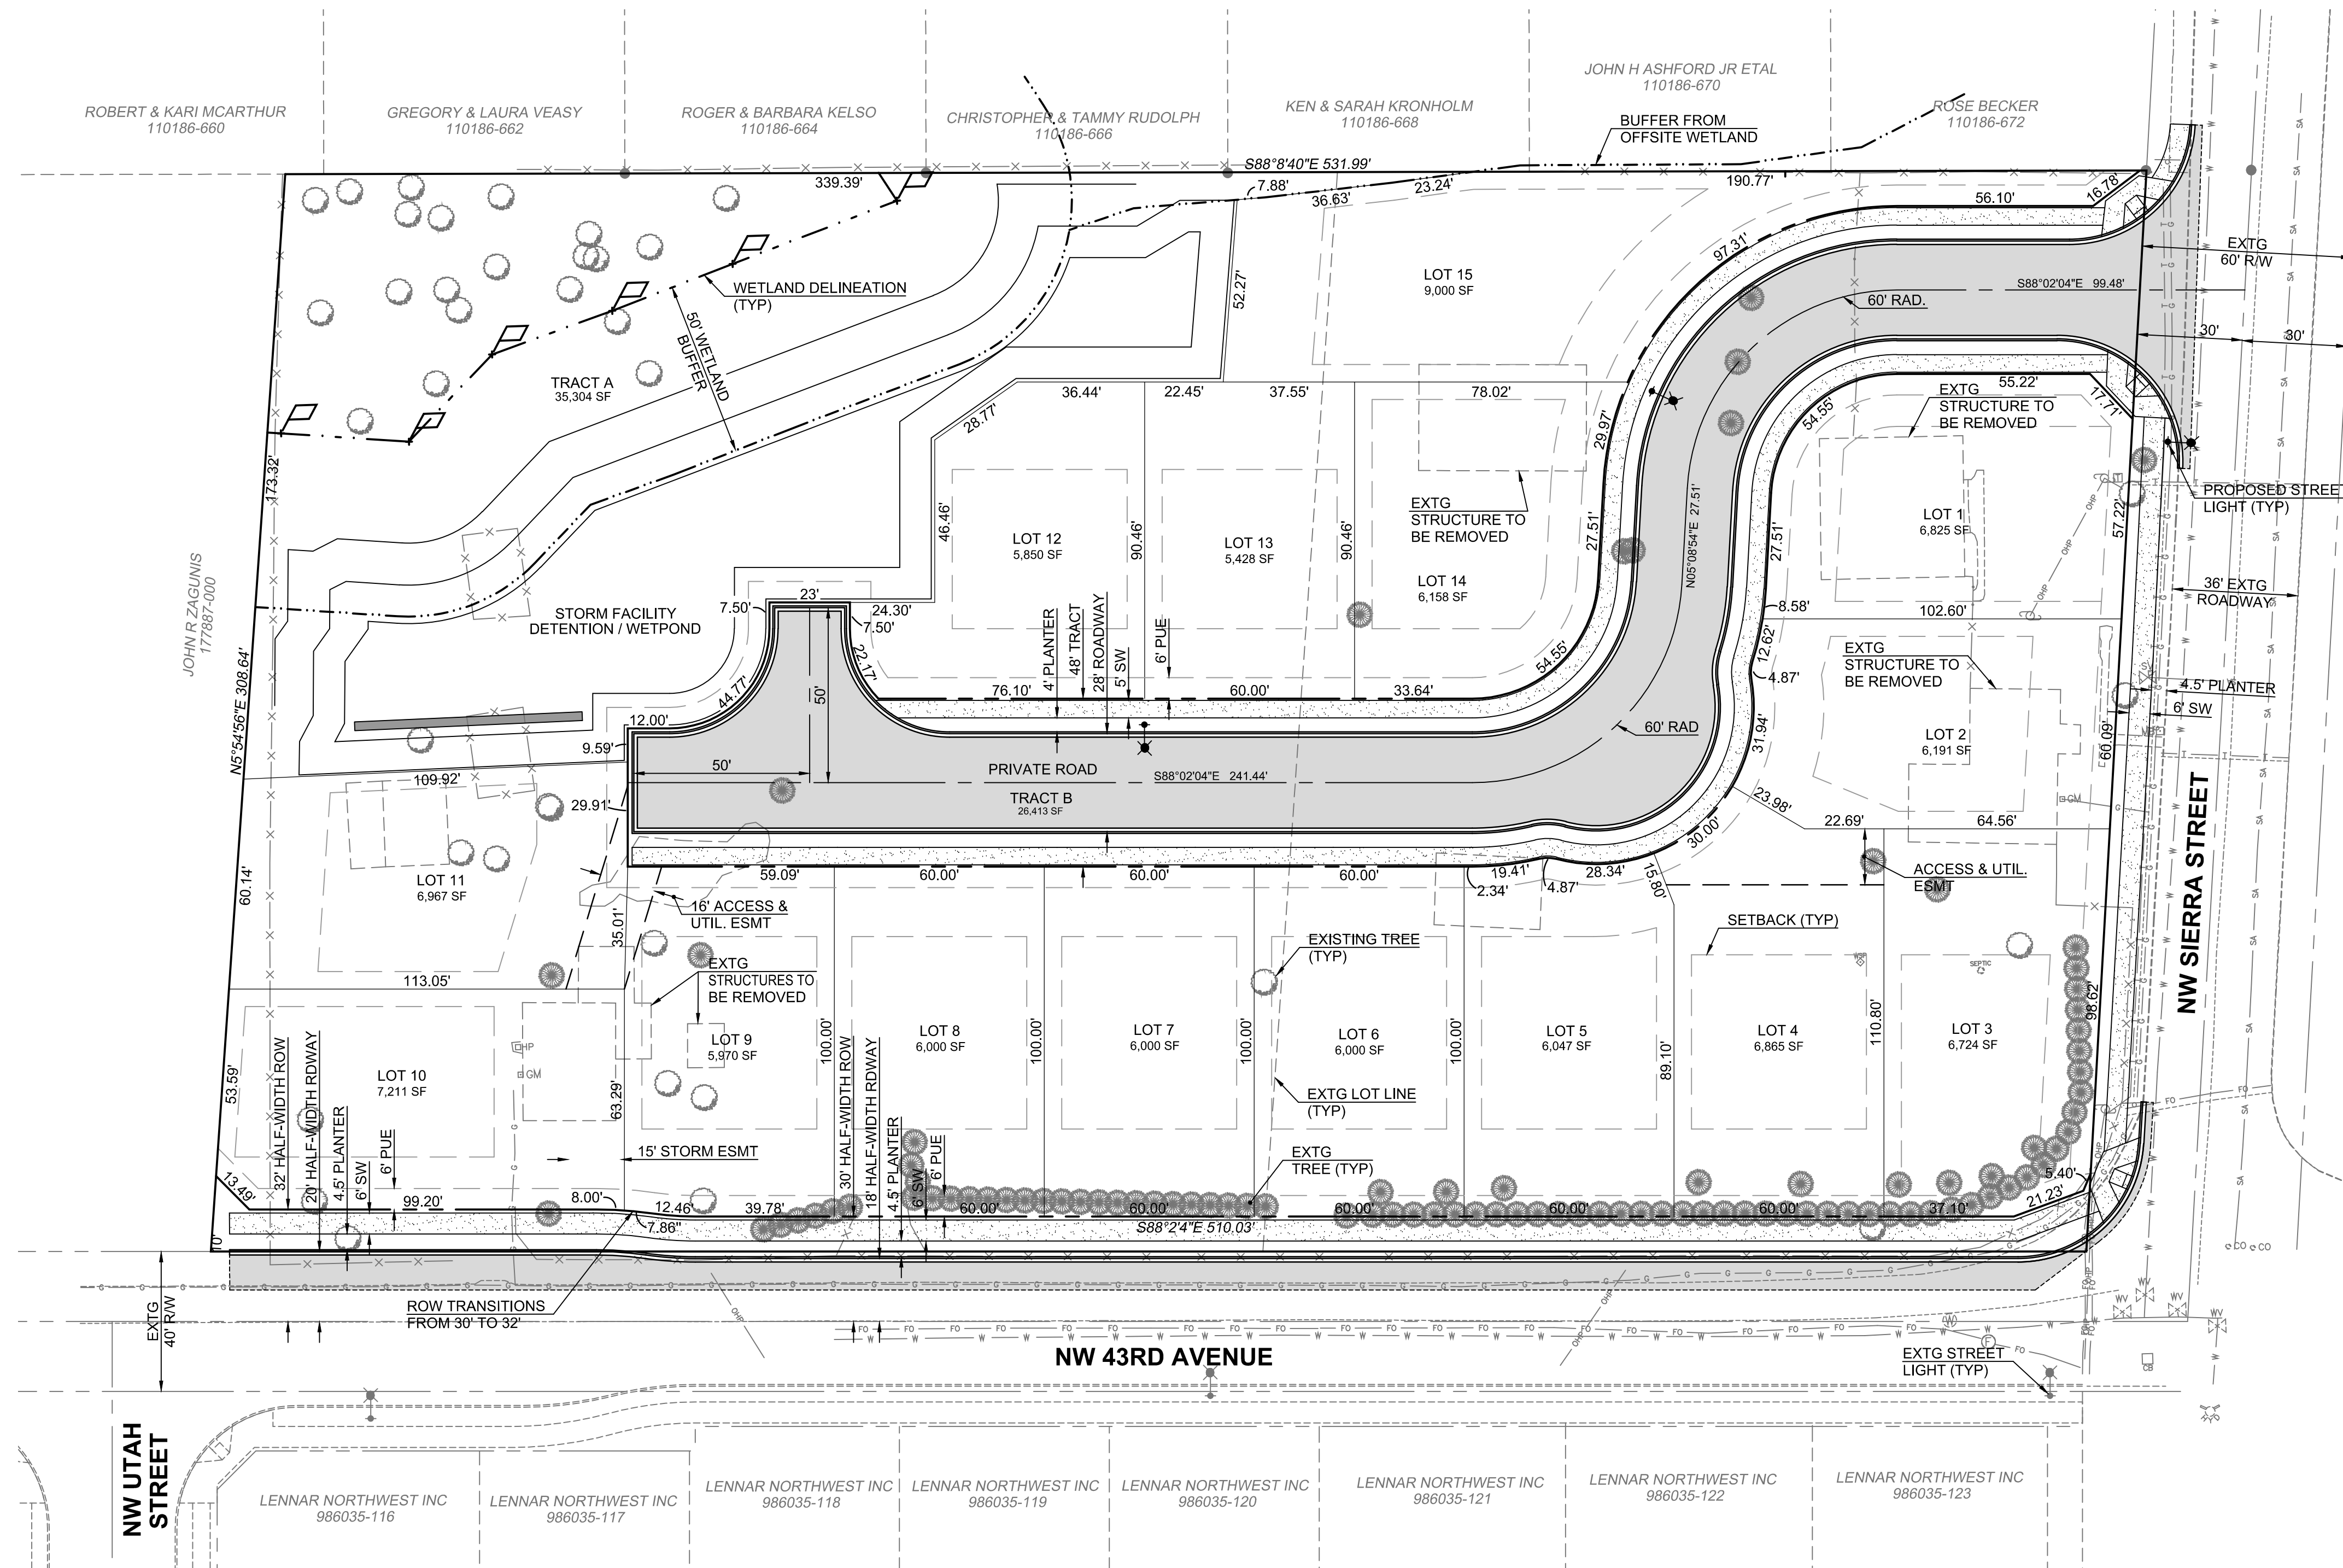 ROBERT & KARI MCARTHUR
110186-660
GREGORY & LAURA VEASY
110186-662
ROGER & BARBARA KELSO
110186-664
CHRISTOPHER & TAMMY RUDOLPH
110186-666
KEN & SARAH KRONHOLM
110186-668
JOHN H ASHFORD JR ETAL
110186-670
ROSE BECKER
110186-672
BUFFER FROM
OFFSITE WETLAND
S88°8'40"E 531.99'
339.39'
7.88'
36.63'
23.24'
190.77'
56.10'
16.78'
97.31'
EXTG
60' R/W
S88°02'04"E 99.48'
60' RAD.
30'
30'
WETLAND DELINEATION
(TYP)
50' WETLAND
BUFFER
52.27'
LOT 15
9,000 SF
TRACT A
35,304 SF
36.44'
22.45'
37.55'
78.02'
28.77'
29.97'
55.22'
17.71'
54.55'
EXTG
STRUCTURE TO
BE REMOVED
173.32'
46.46'
LOT 12
5,850 SF
90.46'
LOT 13
5,428 SF
90.46'
EXTG
STRUCTURE TO
BE REMOVED
LOT 14
6,158 SF
27.51'
N05°08'54"E 27.51'
27.51'
LOT 1
6,825 SF
57.22'
PROPOSED STREET
LIGHT (TYP)
36' EXTG
ROADWAY
JOHN R ZAGUNIS
177887-000
STORM FACILITY
DETENTION / WETPOND
7.50'
23'
24.30'
7.50'
22.17'
44.77'
50'
4' PLANTER
48' TRACT
28' ROADWAY
5' SW
6' PUE
76.10'
60.00'
33.64'
54.55'
8.58'
12.62'
4.87'
102.60'
EXTG
STRUCTURE TO
BE REMOVED
4.5' PLANTER
6' SW
60' RAD
31.94'
LOT 2
6,191 SF
60.09'
N5°54'56"E 308.64'
12.00'
9.59'
50'
PRIVATE ROAD
S88°02'04"E 241.44'
TRACT B
26,413 SF
109.92'
29.91'
23.98'
22.69'
64.56'
30.00'
GM
NW SIERRA STREET
59.09'
60.00'
60.00'
60.00'
2.34'
19.41'
4.87'
28.34'
15.80'
ACCESS & UTIL.
ESMT
60.14'
LOT 11
6,967 SF
35.01'
16' ACCESS &
UTIL. ESMT
SETBACK (TYP)
EXISTING TREE
(TYP)
EXTG
STRUCTURES TO
BE REMOVED
SEPTIC
113.05'
98.62'
LOT 9
5,970 SF
100.00'
LOT 8
6,000 SF
100.00'
LOT 7
6,000 SF
100.00'
LOT 6
6,000 SF
100.00'
LOT 5
6,047 SF
89.10'
LOT 4
6,865 SF
110.80'
LOT 3
6,724 SF
HP
GM
LOT 10
7,211 SF
53.59'
63.29'
EXTG LOT LINE
(TYP)
32' HALF-WIDTH ROW
20' HALF-WIDTH RDWAY
4.5' PLANTER
6' SW
6' PUE
15' STORM ESMT
30' HALF-WIDTH ROW
18' HALF-WIDTH RDWAY
4.5' PLANTER
6' SW
6' PUE
EXTG
TREE (TYP)
13.49'
99.20'
8.00'
12.46'
7.86"
39.78'
60.00'
60.00'
60.00'
60.00'
60.00'
37.10'
21.23'
5.40'
S88°2'4"E 510.03'
10'
EXTG
40' R/W
ROW TRANSITIONS
FROM 30' TO 32'
NW 43RD AVENUE
EXTG STREET
LIGHT (TYP)
CB
NW UTAH
STREET
LENNAR NORTHWEST INC
986035-116
LENNAR NORTHWEST INC
986035-117
LENNAR NORTHWEST INC
986035-118
LENNAR NORTHWEST INC
986035-119
LENNAR NORTHWEST INC
986035-120
LENNAR NORTHWEST INC
986035-121
LENNAR NORTHWEST INC
986035-122
LENNAR NORTHWEST INC
986035-123